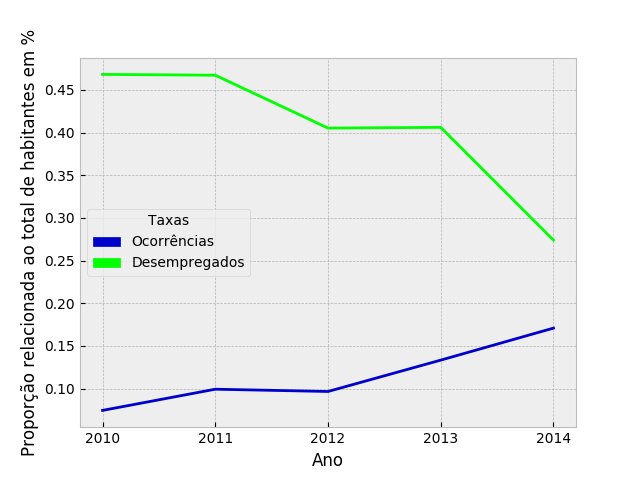 Proporção relacionada ao total de habitantes em %
0.45
0.40
0.35
0.30
0.25
0.20
0.15
0.10
Taxas
Ocorrências
Desempregados
2010 2011 2012 2013 2014
Ano